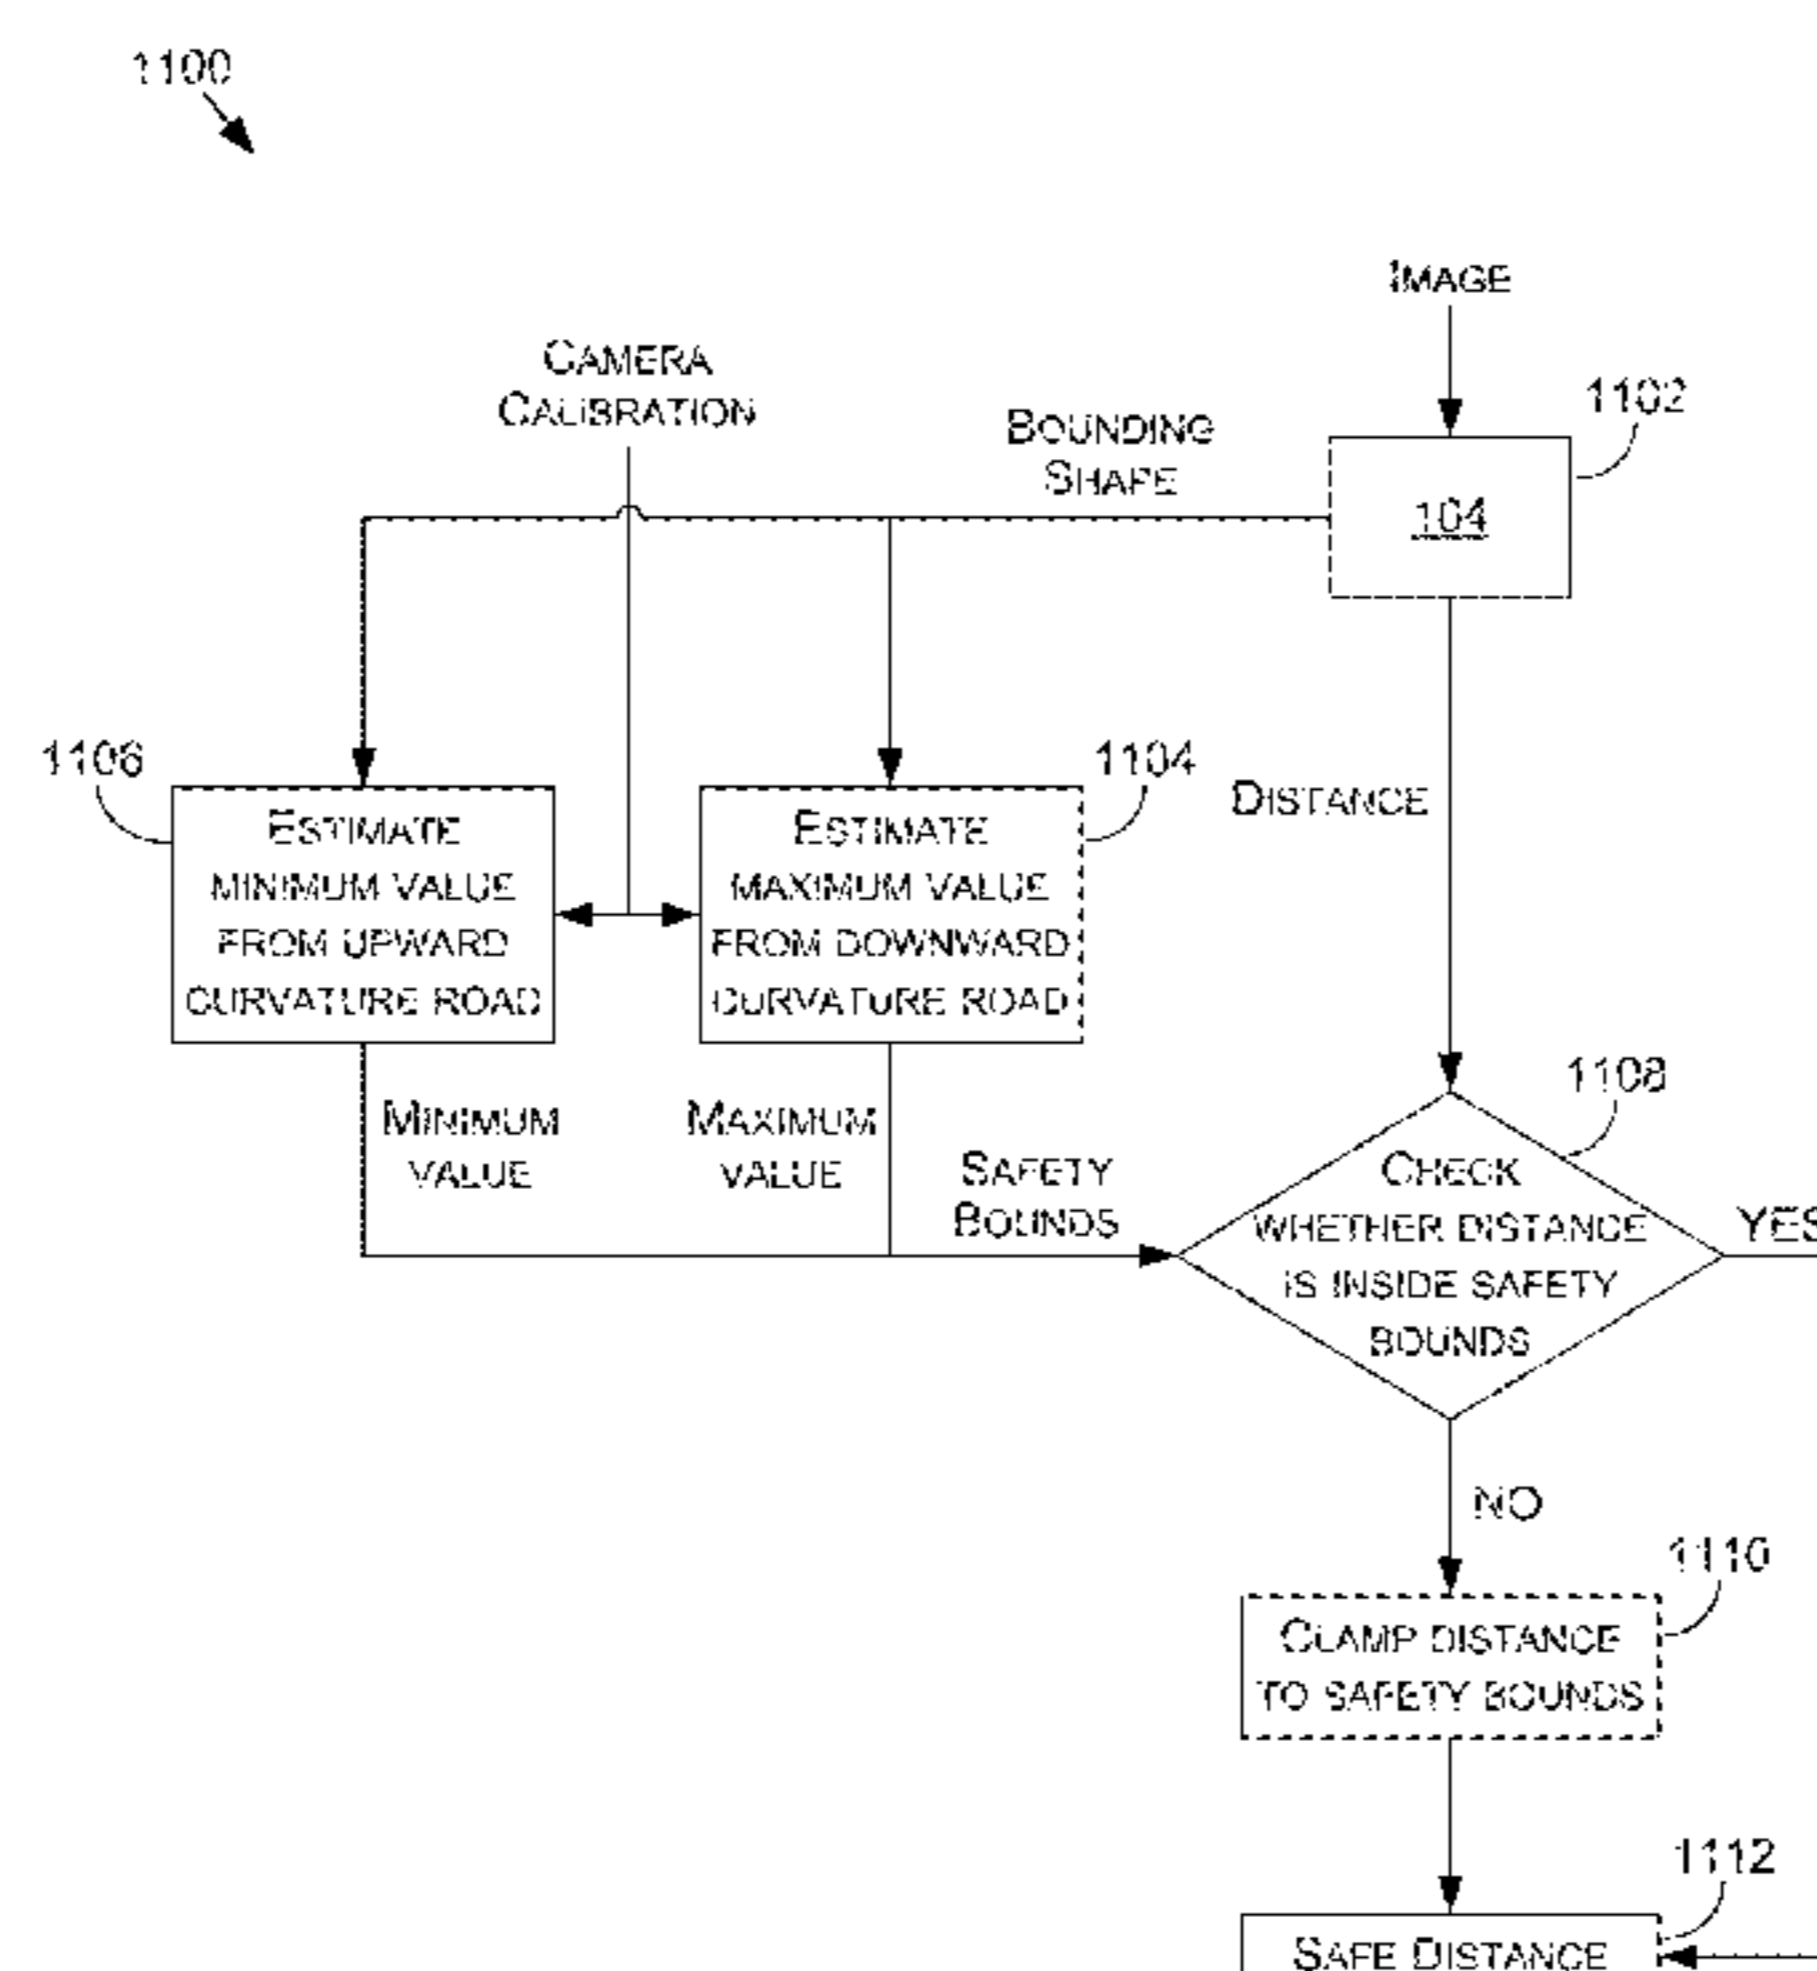 1100
IMAGE
CAMERA
CALIBRATION
BOUNDING
SHAPE
1102
104
1106
1104
ESTIMATE
MINIMUM VALUE
FROM UPWARD
CURVATURE ROAD
ESTIMATE
MAXIMUM VALUE
FROM DOWNWARD
CURVATURE ROAD
DISTANCE
MINIMUM
VALUE
MAXIMUM
VALUE
SAFETY
BOUNDS
1108
CHECK
WHETHER DISTANCE
IS INSIDE SAFETY
BOUNDS
YES
NO
1110
CLAMP DISTANCE
TO SAFETY BOUNDS
1112
SAFE DISTANCE